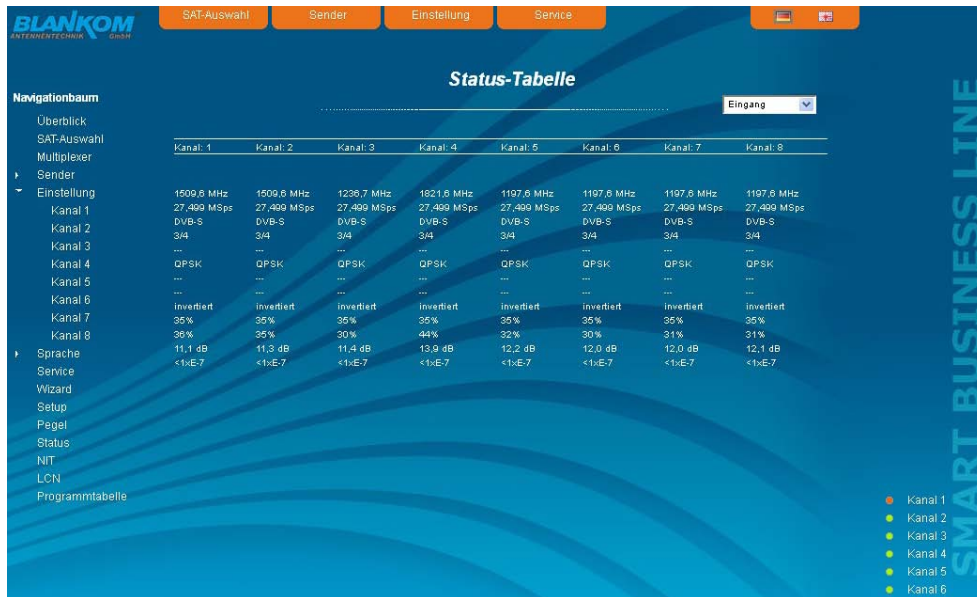 SAT-Auswahl Sender Einstellung Service
BLANKOM
ANTENNENTECHNIK GmbH
Status-Tabelle
Navigationbaum
Eingang
Überblick
SAT-Auswahl
Multiplexer
Sender
Einstellung
Kanal 1
Kanal 2
Kanal 3
Kanal 4
Kanal 5
Kanal 6
Kanal 7
Kanal 8
Sprache
Service
Wizard
Setup
Pegel
Status
NIT
LCN
Programmtabelle
Kanal: 1 Kanal: 2 Kanal: 3 Kanal: 4 Kanal: 5 Kanal: 6 Kanal: 7 Kanal: 8
1509,6 MHz 1509,6 MHz 1236,7 MHz 1821,6 MHz 1197,6 MHz 1197,6 MHz 1197,6 MHz 1197,6 MHz
27,499 MSps 27,499 MSps 27,499 MSps 27,499 MSps 27,499 MSps 27,499 MSps 27,499 MSps 27,499 MSps
DVB-S DVB-S DVB-S DVB-S DVB-S DVB-S DVB-S DVB-S
3/4 3/4 3/4 3/4 3/4 3/4 3/4 3/4
--- --- --- --- --- --- --- ---
QPSK QPSK QPSK QPSK QPSK QPSK QPSK QPSK
--- --- --- --- --- --- --- ---
--- --- --- --- --- --- --- ---
invertiert invertiert invertiert invertiert invertiert invertiert invertiert invertiert
35% 35% 35% 35% 35% 35% 35% 35%
36% 35% 30% 44% 32% 30% 31% 31%
11,1 dB 11,3 dB 11,4 dB 13,9 dB 12,2 dB 12,0 dB 12,0 dB 12,1 dB
<1xE-7 <1xE-7 <1xE-7 <1xE-7 <1xE-7 <1xE-7 <1xE-7 <1xE-7
SMART BUSINESS LINE
Kanal 1
Kanal 2
Kanal 3
Kanal 4
Kanal 5
Kanal 6